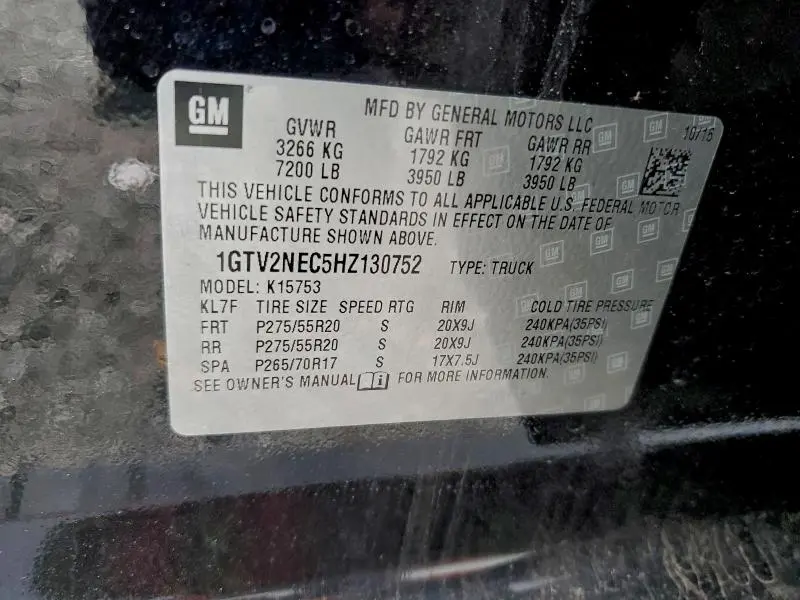 GM
MFD BY GENERAL MOTORS LLC
10/16
GVWR GAWR FRT GAWR RR
3266 KG 1792 KG 1792 KG
7200 LB 3950 LB 3950 LB
THIS VEHICLE CONFORMS TO ALL APPLICABLE U.S. FEDERAL MOTOR
VEHICLE SAFETY STANDARDS IN EFFECT ON THE DATE OF
MANUFACTURE SHOWN ABOVE.
1GTV2NEC5HZ130752 TYPE: TRUCK
MODEL: K15753
KL7F TIRE SIZE SPEED RTG RIM COLD TIRE PRESSURE
FRT P275/55R20 S 20X9J 240KPA(35PSI)
RR P275/55R20 S 20X9J 240KPA(35PSI)
SPA P265/70R17 S 17X7.5J 240KPA(35PSI)
SEE OWNER'S MANUAL i FOR MORE INFORMATION.